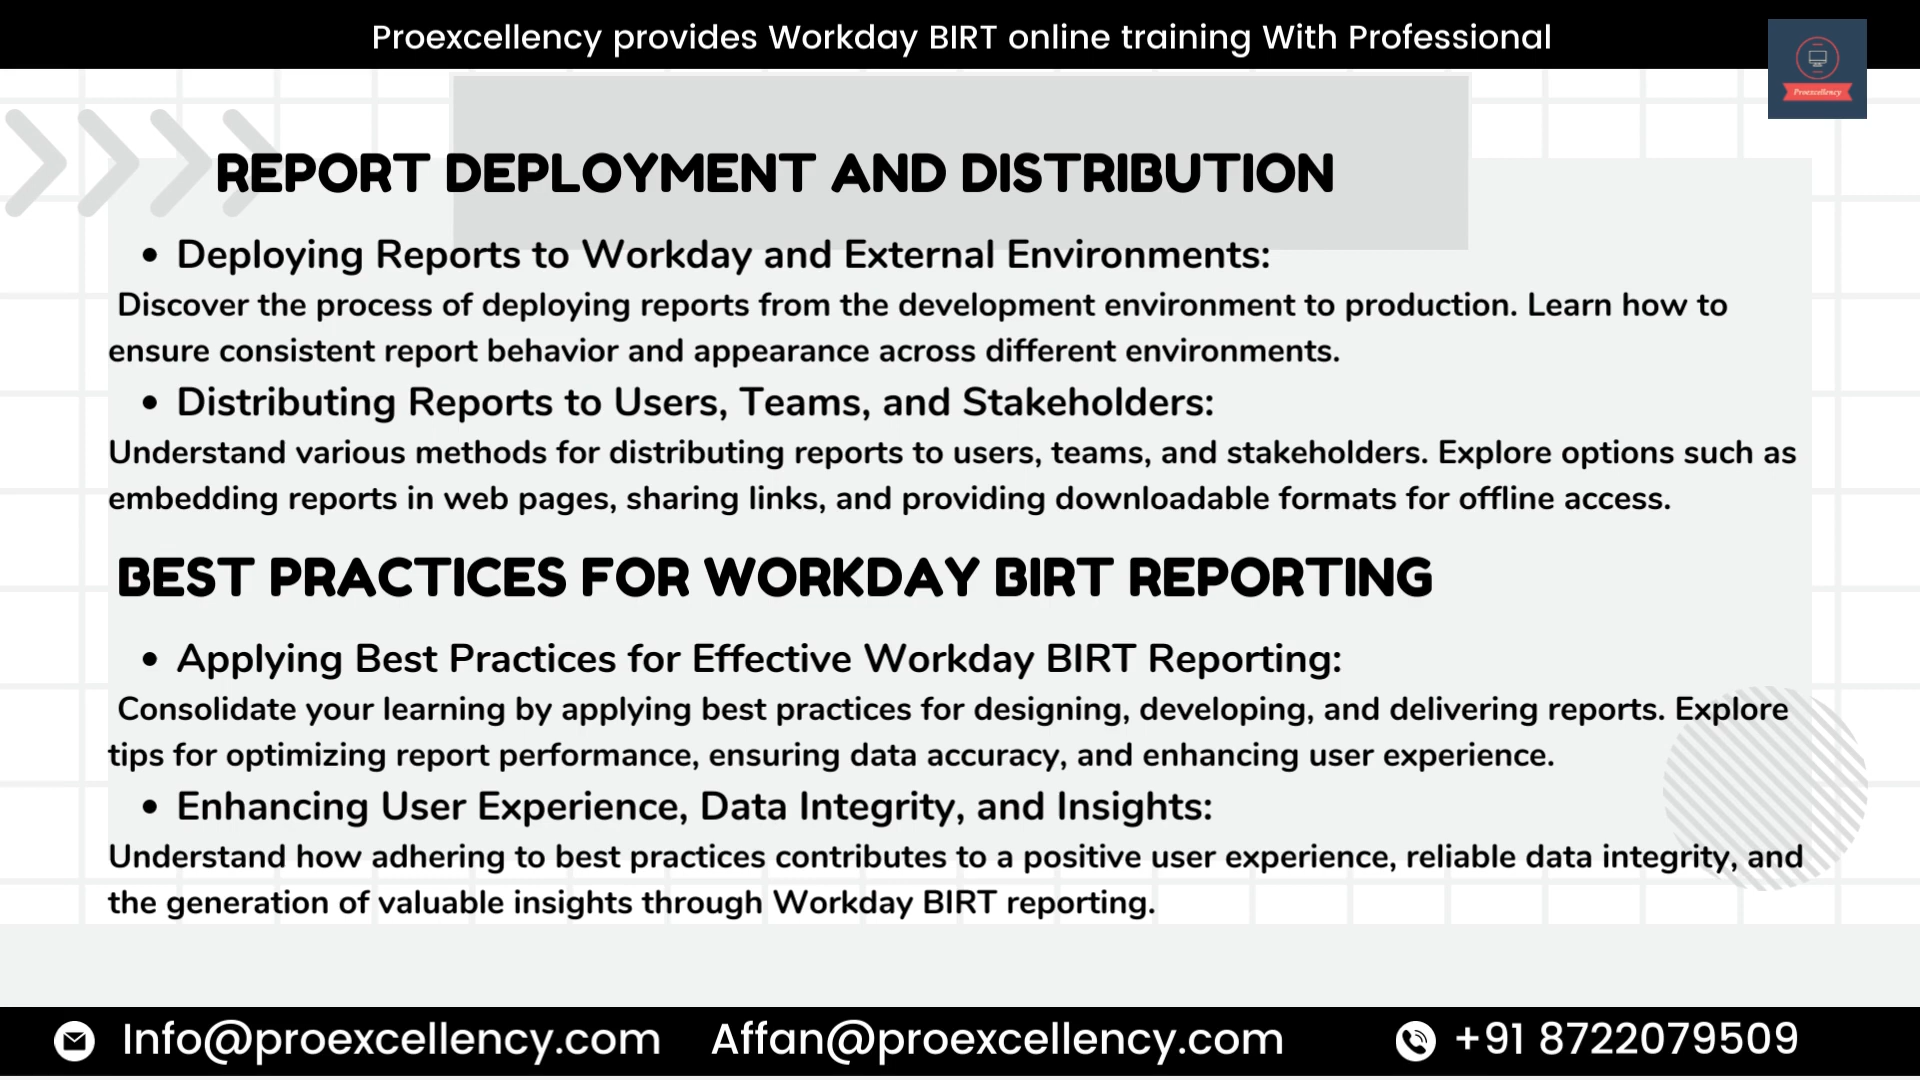 Proexcellency provides Workday BIRT online training With Professional
Proexcellency
REPORT DEPLOYMENT AND DISTRIBUTION
• Deploying Reports to Workday and External Environments:
Discover the process of deploying reports from the development environment to production. Learn how to
ensure consistent report behavior and appearance across different environments.
• Distributing Reports to Users, Teams, and Stakeholders:
Understand various methods for distributing reports to users, teams, and stakeholders. Explore options such as
embedding reports in web pages, sharing links, and providing downloadable formats for offline access.
BEST PRACTICES FOR WORKDAY BIRT REPORTING
• Applying Best Practices for Effective Workday BIRT Reporting:
Consolidate your learning by applying best practices for designing, developing, and delivering reports. Explore
tips for optimizing report performance, ensuring data accuracy, and enhancing user experience.
• Enhancing User Experience, Data Integrity, and Insights:
Understand how adhering to best practices contributes to a positive user experience, reliable data integrity, and
the generation of valuable insights through Workday BIRT reporting.
Info@proexcellency.com Affan@proexcellency.com +91 8722079509